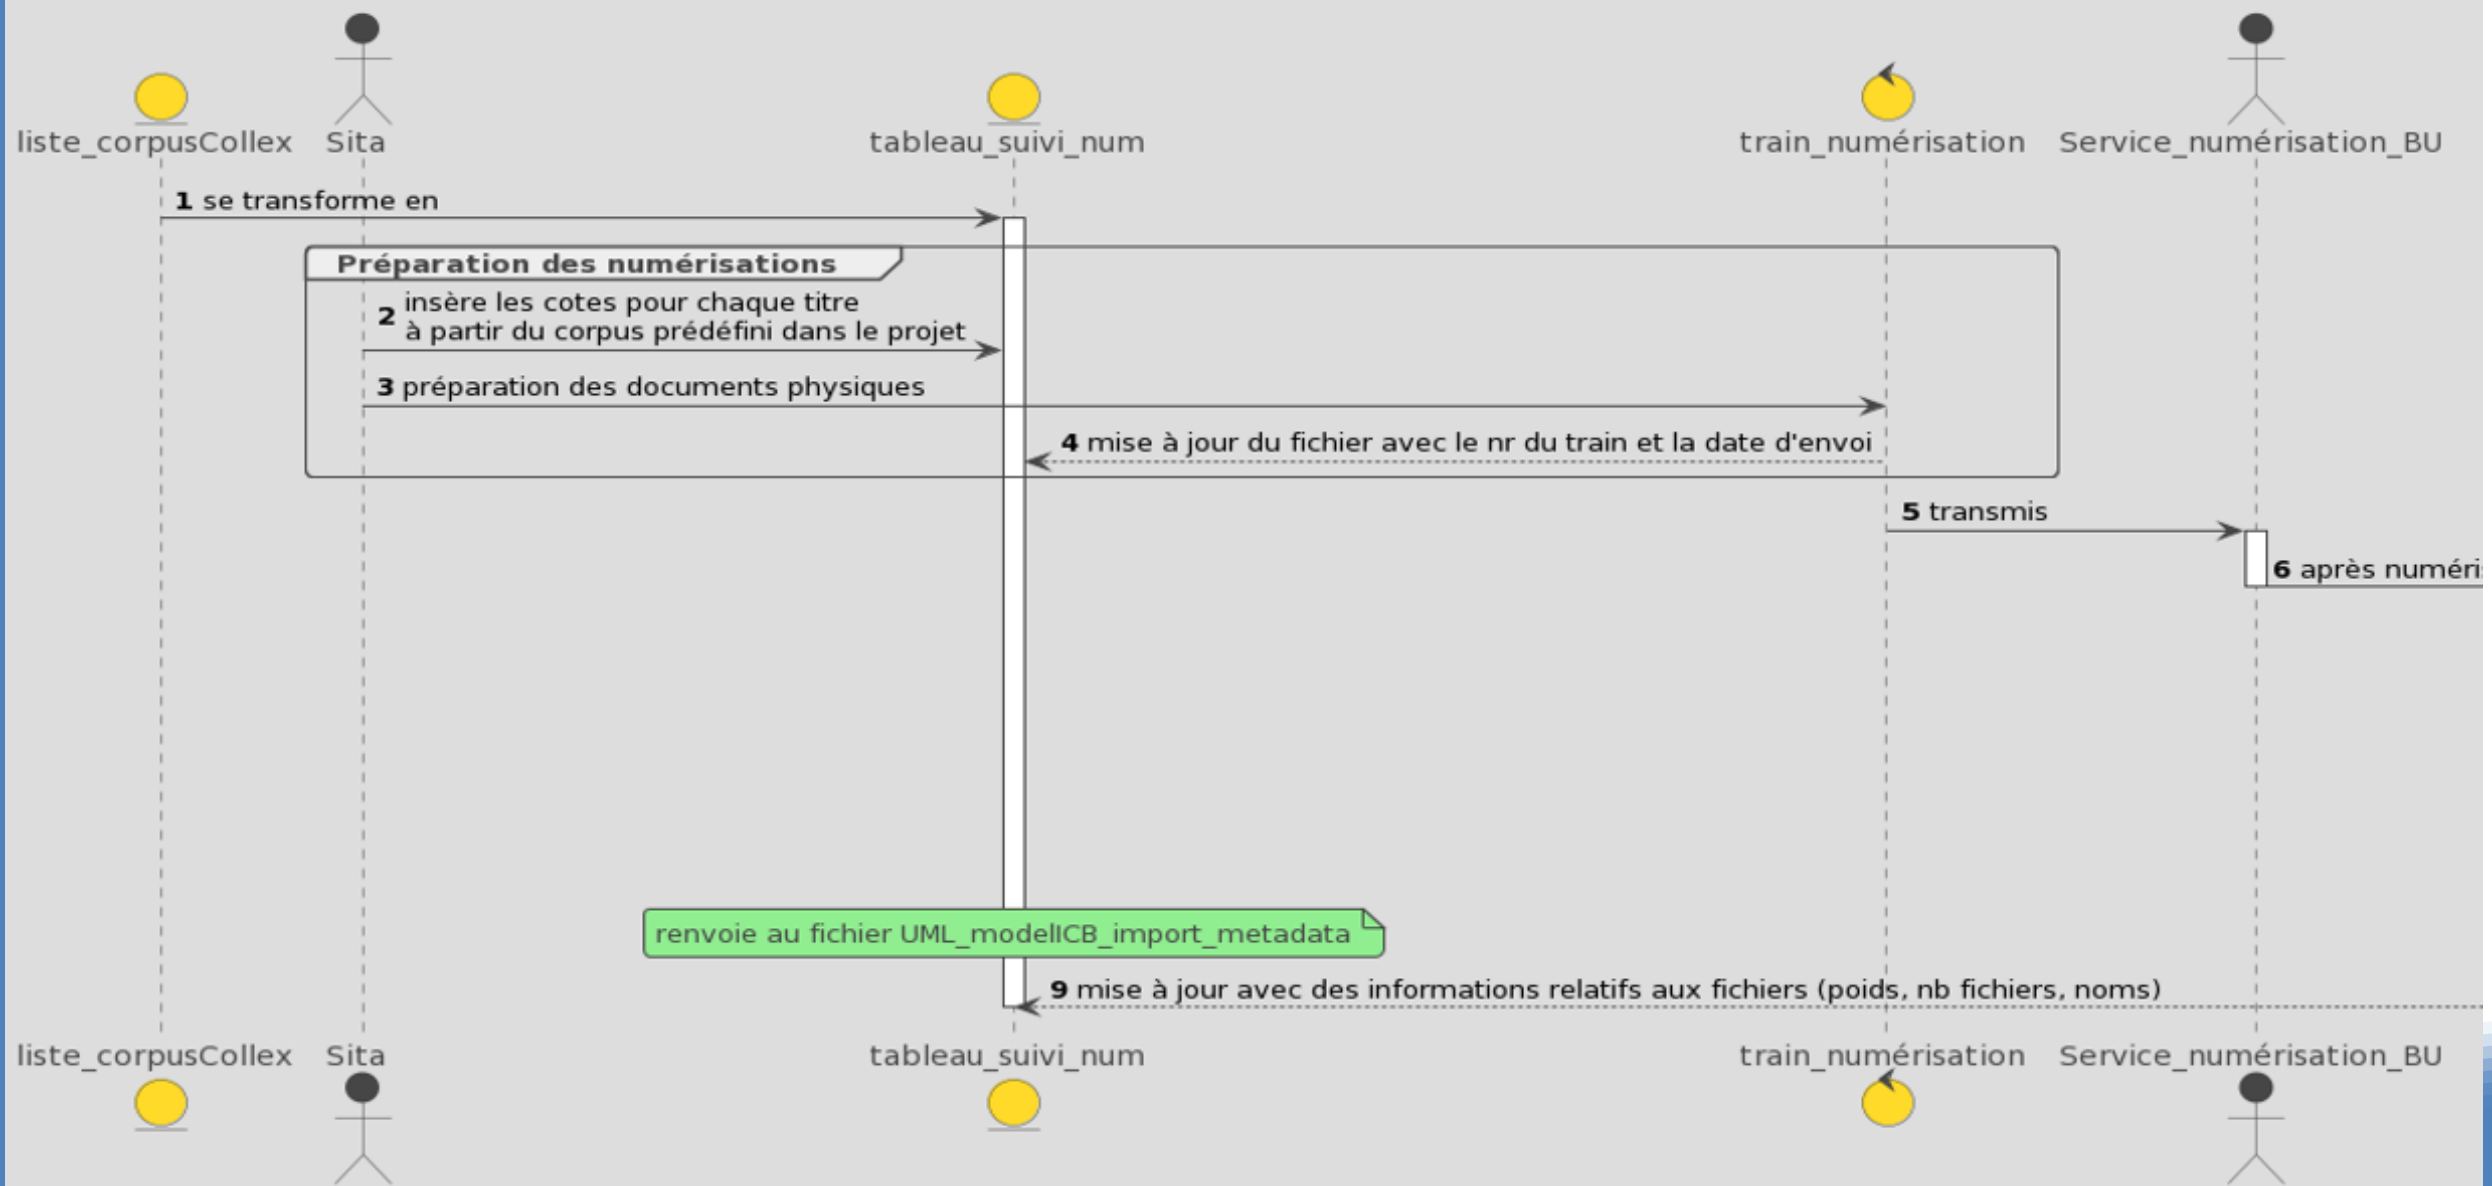 liste_corpusCollex
Sita
tableau_suivi_num
train_numérisation
Service_numérisation_BU
1 se transforme en
Préparation des numérisations
2 insère les cotes pour chaque titre
à partir du corpus prédéfini dans le projet
3 préparation des documents physiques
4 mise à jour du fichier avec le nr du train et la date d'envoi
5 transmis
6 après
renvoie au fichier UML_modelICB_import_metadata
9 mise à jour avec des informations relatifs aux fichiers (poids, nb fichiers, noms)
liste_corpusCollex
Sita
tableau_suivi_num
train_numérisation
Service_numérisation_BU